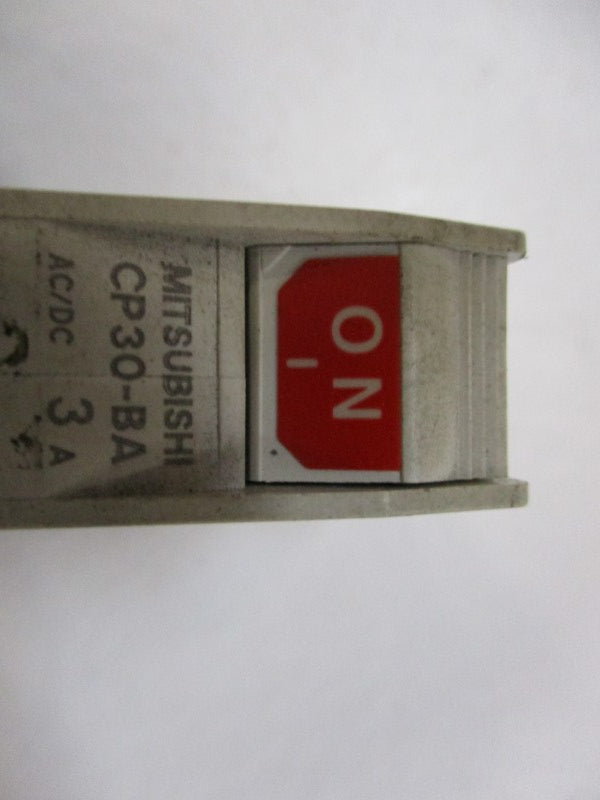 ON
I
MITSUBISHI
CP30-BA
AC/DC 3 A